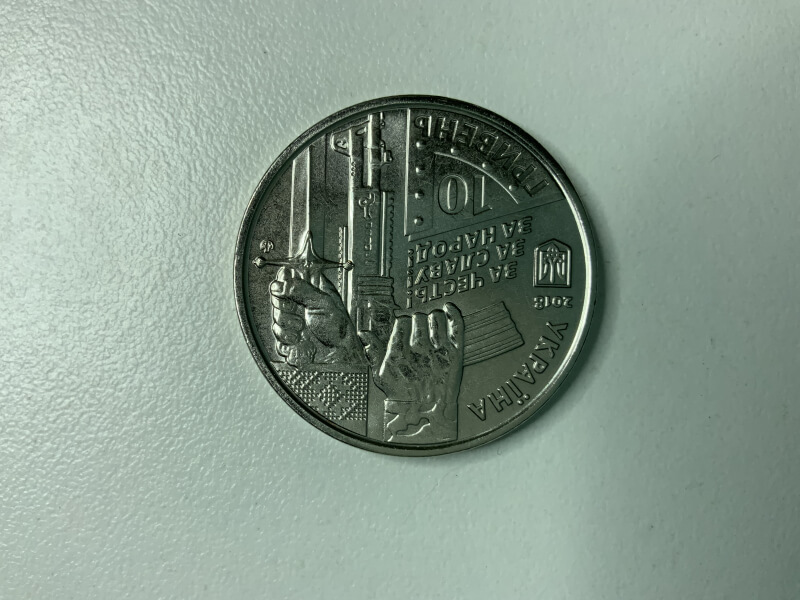 УКРАЇНА
2018
ЗА ЧЕСТЬ!
ЗА СЛАВУ!
ЗА НАРОД!
10
ГРИВЕНЬ